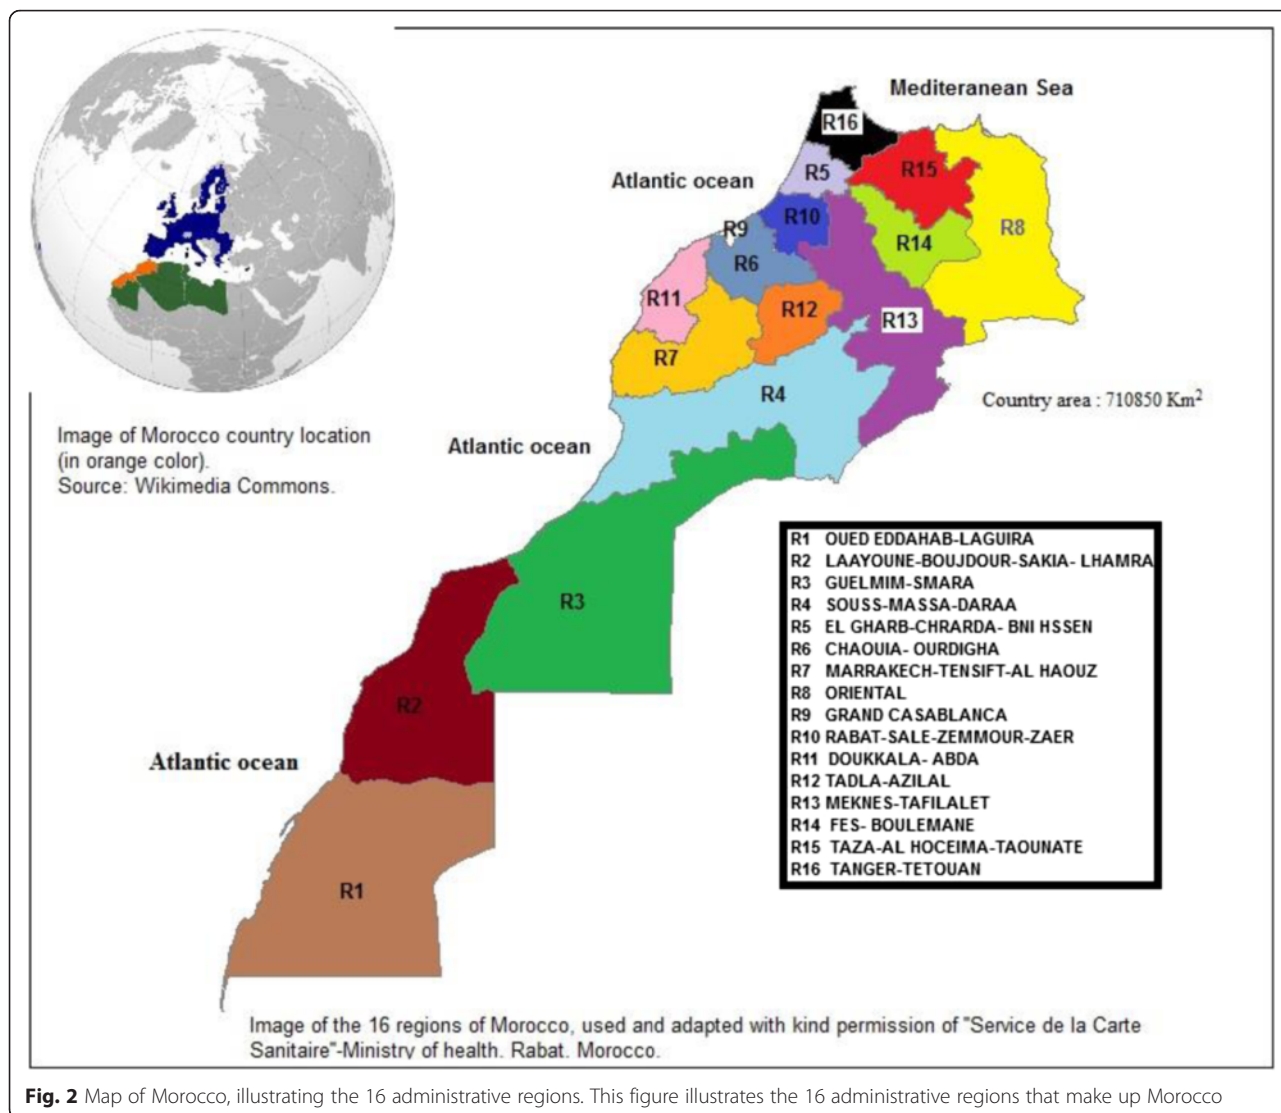 Mediteranean Sea
R16
Atlantic ocean
R5
R15
R10
R9
R14
R8
R6
R11
R12
R13
R7
R4
Country area : 710850 Km²
Image of Morocco country location
(in orange color).
Source: Wikimedia Commons.
Atlantic ocean
R3
R2
Atlantic ocean
R1
R1 OUED EDDAHAB-LAGUIRA
R2 LAAYOUNE-BOUJDOUR-SAKIA- LHAMRA
R3 GUELMIM-SMARA
R4 SOUSS-MASSA-DARAA
R5 EL GHARB-CHRARDA- BNI HSSEN
R6 CHAOUIA- OURDIGHA
R7 MARRAKECH-TENSIFT-AL HAOUZ
R8 ORIENTAL
R9 GRAND CASABLANCA
R10 RABAT-SALE-ZEMMOUR-ZAER
R11 DOUKKALA- ABDA
R12 TADLA-AZILAL
R13 MEKNES-TAFILALET
R14 FES- BOULEMANE
R15 TAZA-AL HOCEIMA-TAOUNATE
R16 TANGER-TETOUAN
Image of the 16 regions of Morocco, used and adapted with kind permission of "Service de la Carte
Sanitaire"-Ministry of health. Rabat. Morocco.
Fig. 2 Map of Morocco, illustrating the 16 administrative regions. This figure illustrates the 16 administrative regions that make up Morocco